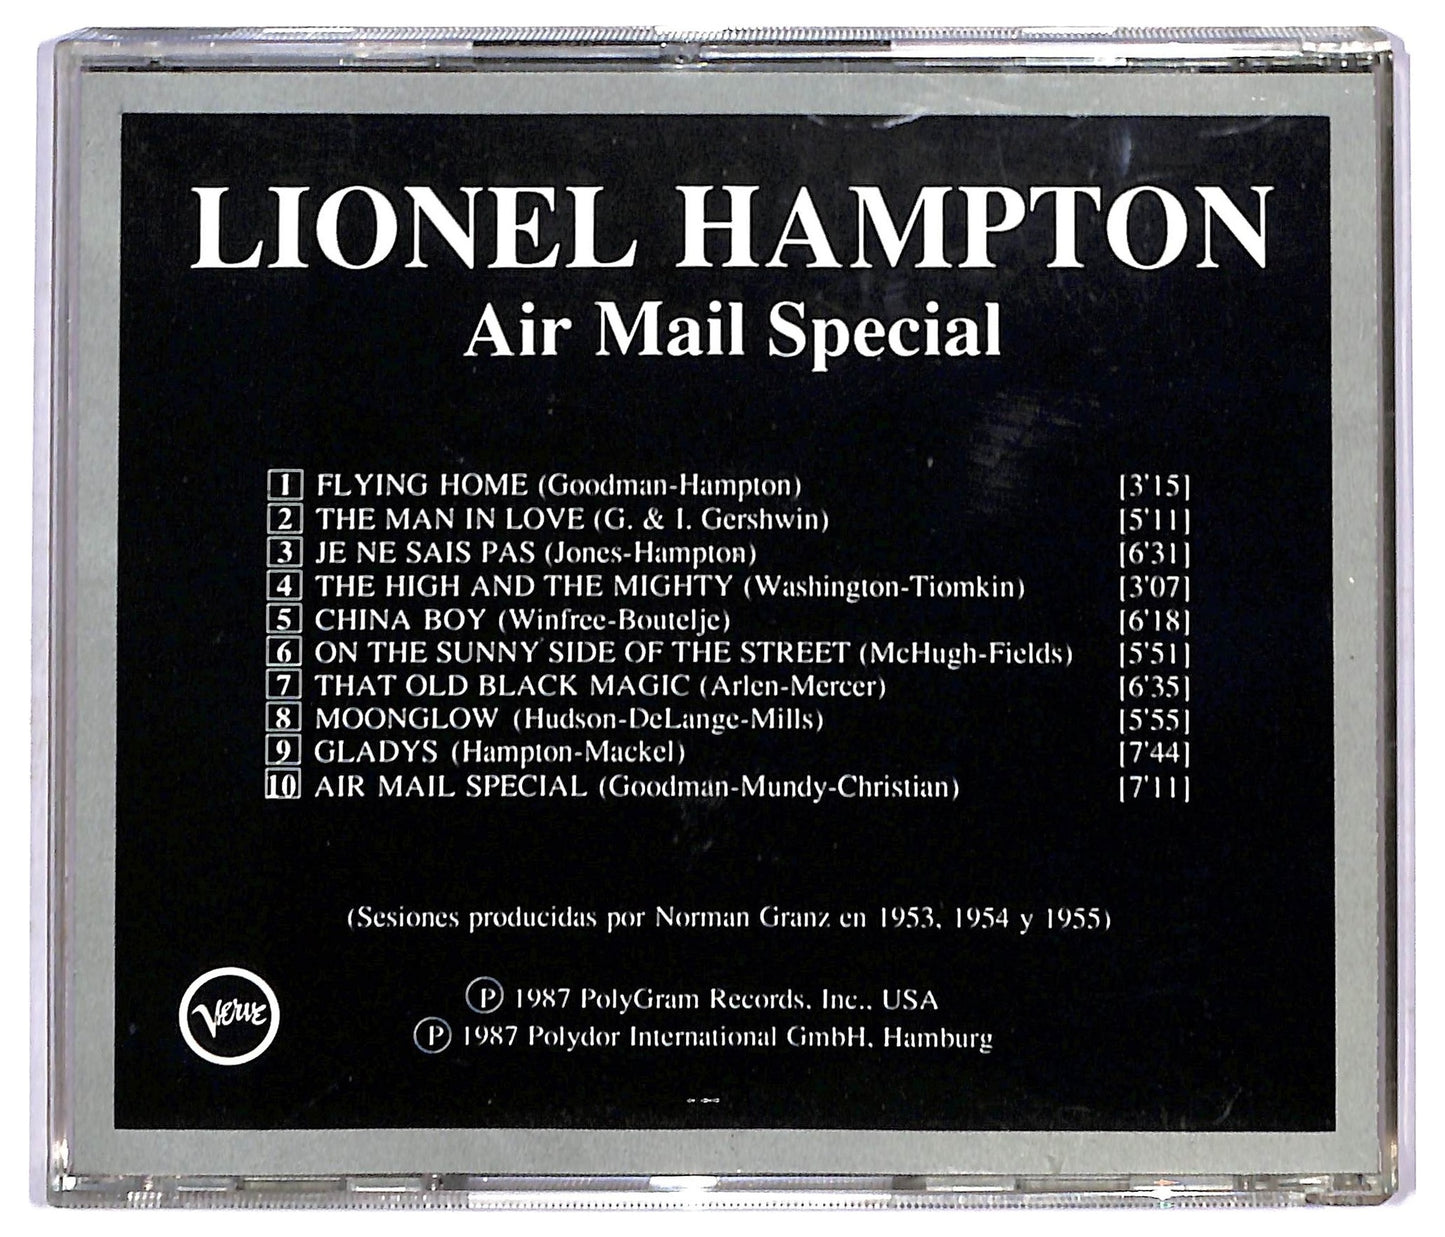 LIONEL HAMPTON
Air Mail Special
1 FLYING HOME (Goodman-Hampton) [3'15]
2 THE MAN IN LOVE (G. & I. Gershwin) [5'11]
3 JE NE SAIS PAS (Jones-Hampton) [6'31]
4 THE HIGH AND THE MIGHTY (Washington-Tiomkin) [3'07]
5 CHINA BOY (Winfree-Boutelje) [6'18]
6 ON THE SUNNY SIDE OF THE STREET (McHugh-Fields) [5'51]
7 THAT OLD BLACK MAGIC (Arlen-Mercer) [6'35]
8 MOONGLOW (Hudson-DeLange-Mills) [5'55]
9 GLADYS (Hampton-Mackel) [7'44]
10 AIR MAIL SPECIAL (Goodman-Mundy-Christian) [7'11]
(Sesiones producidas por Norman Granz en 1953, 1954 y 1955)
Verve
Ⓟ 1987 PolyGram Records, Inc., USA
Ⓟ 1987 Polydor International GmbH, Hamburg